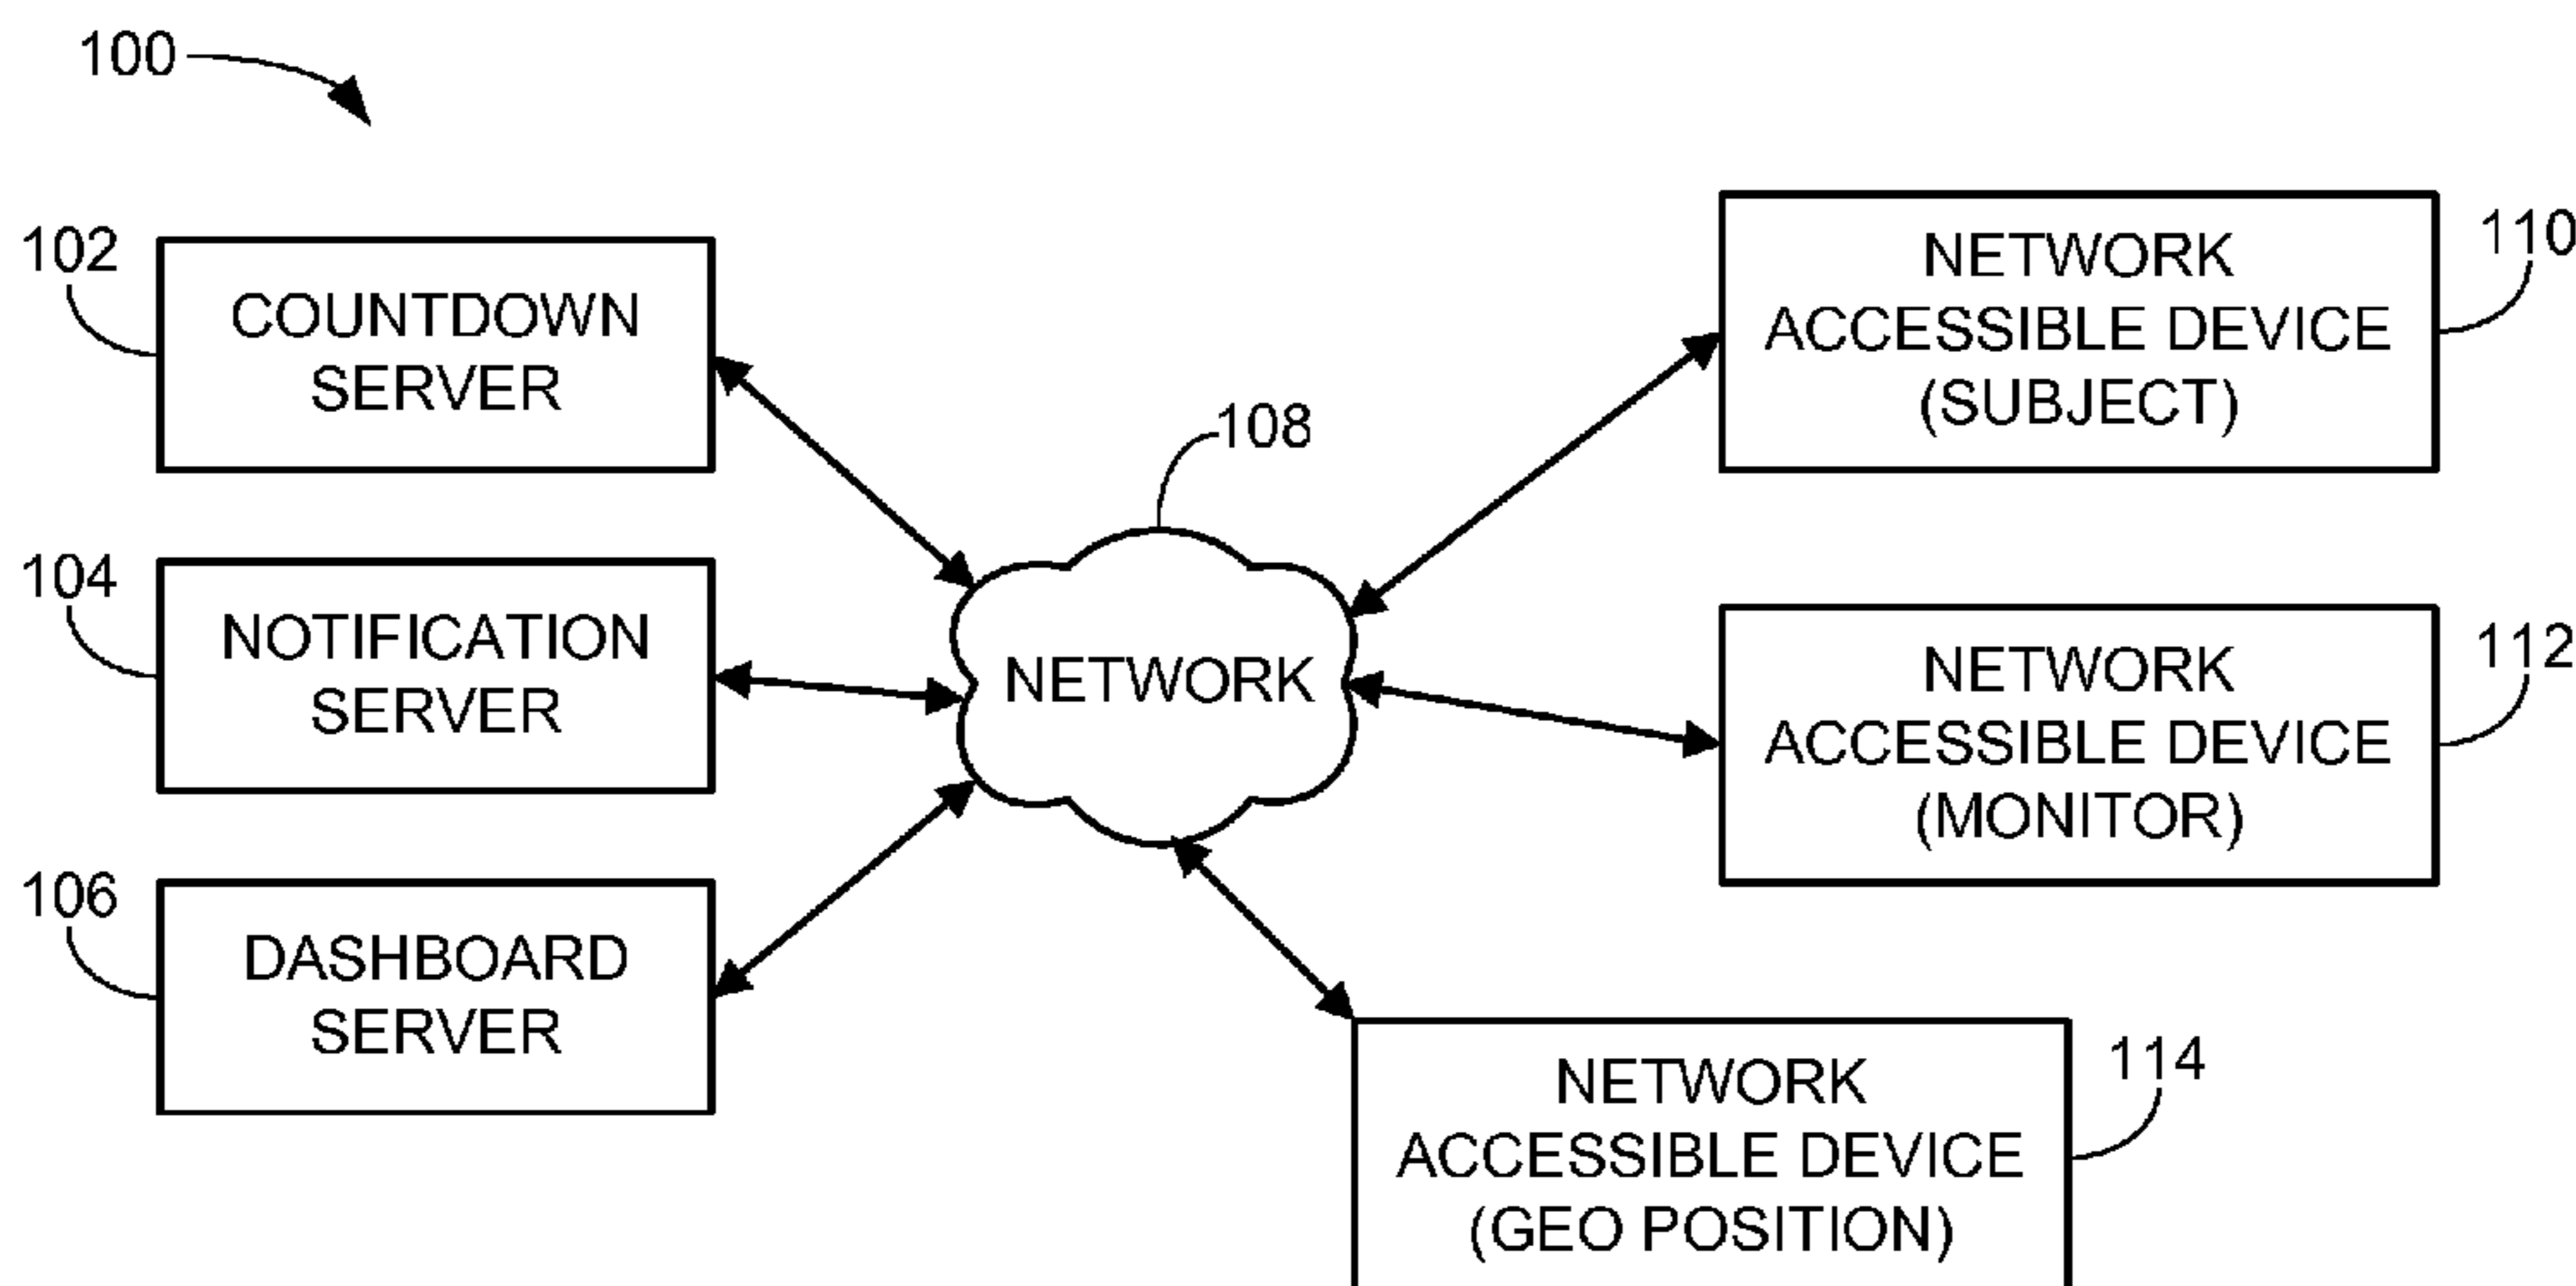 100
102
COUNTDOWN
SERVER
104
NOTIFICATION
SERVER
106
DASHBOARD
SERVER
108
NETWORK
110
NETWORK
ACCESSIBLE DEVICE
(SUBJECT)
112
NETWORK
ACCESSIBLE DEVICE
(MONITOR)
114
NETWORK
ACCESSIBLE DEVICE
(GEO POSITION)